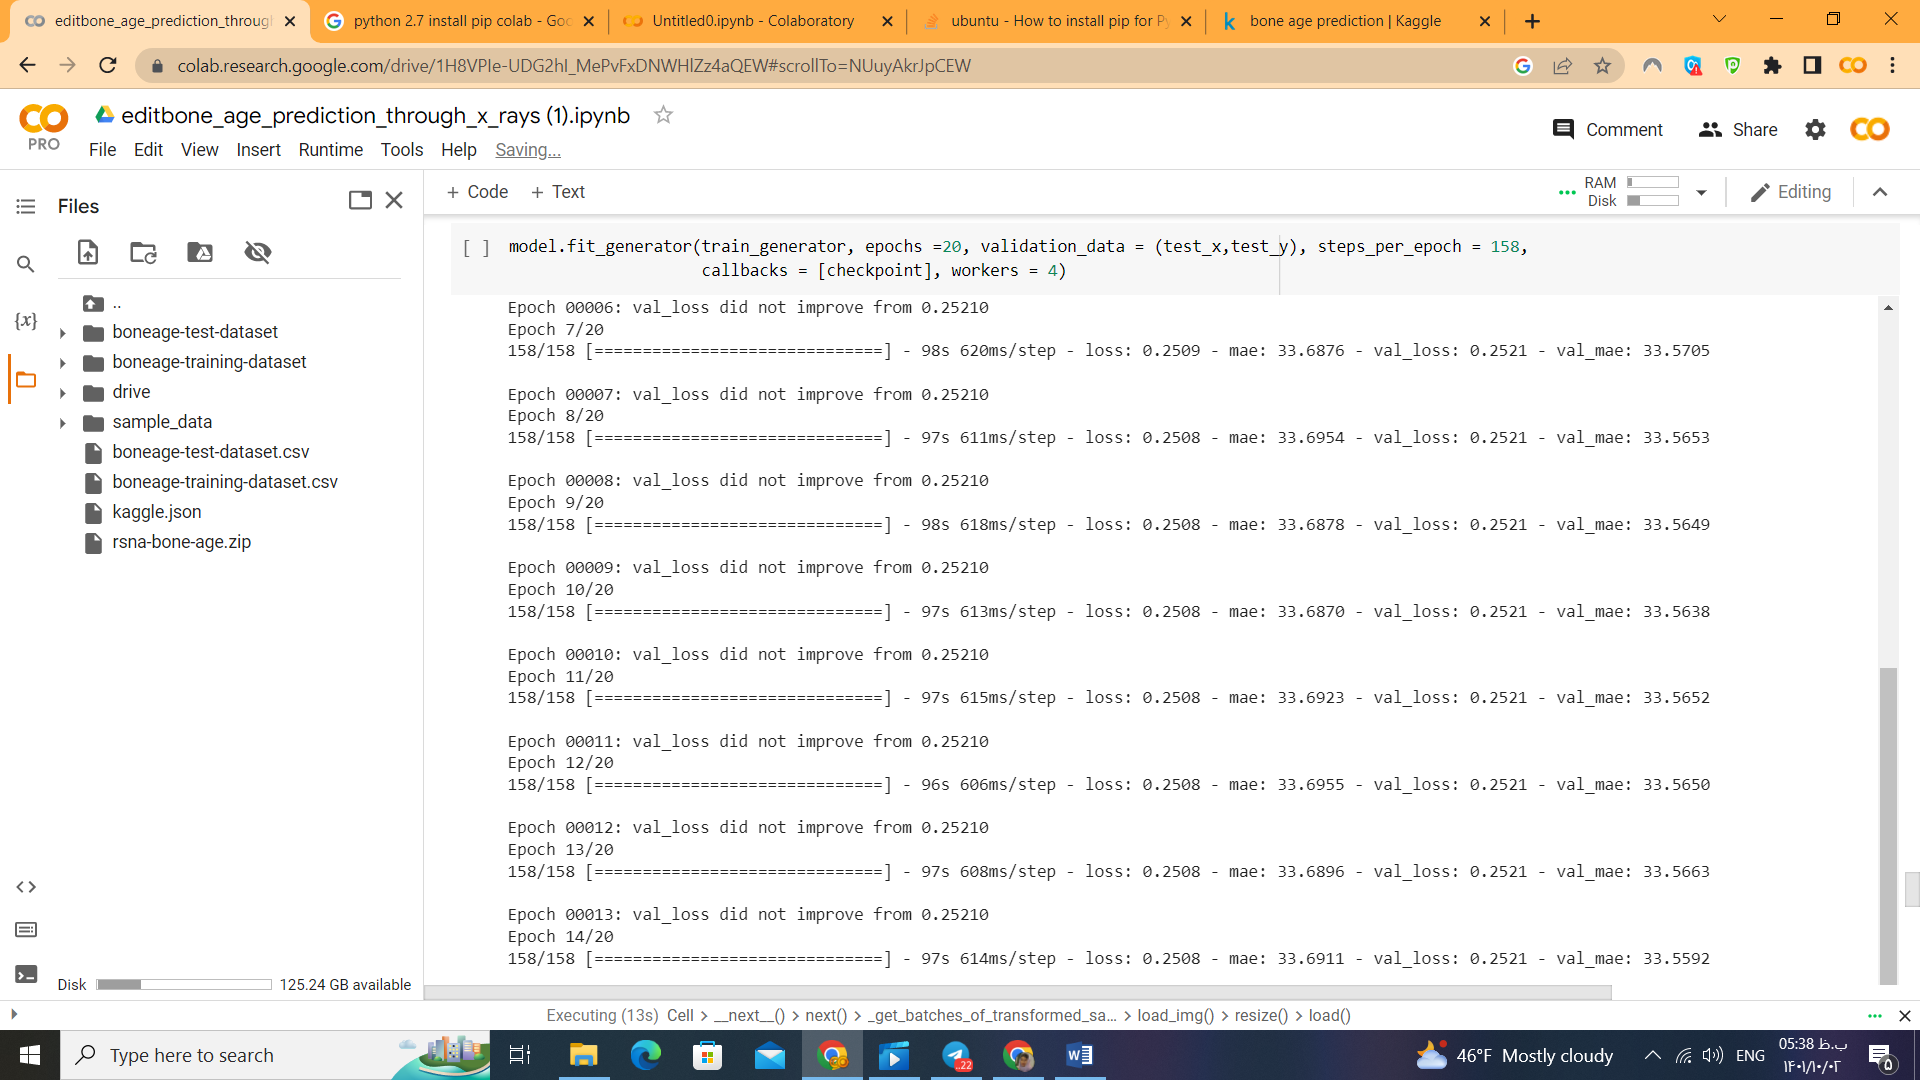 editbone_age_prediction_throug
python 2.7 install pip colab - Goo
Untitled0.ipynb - Colaboratory
ubuntu - How to install pip for Py
bone age prediction | Kaggle
colab.research.google.com/drive/1H8VPIe-UDG2hI_MePvFxDNWHlZz4aQEW#scrollTo=NUuyAkrJpCEW
PRO
editbone_age_prediction_through_x_rays (1).ipynb
Comment
Share
File Edit View Insert Runtime Tools Help Saving...
Files
+ Code + Text
RAM
Disk
Editing
..
boneage-test-dataset
boneage-training-dataset
drive
sample_data
boneage-test-dataset.csv
boneage-training-dataset.csv
kaggle.json
rsna-bone-age.zip
Disk 125.24 GB available
[ ] model.fit_generator(train_generator, epochs =20, validation_data = (test_x,test_y), steps_per_epoch = 158,
callbacks = [checkpoint], workers = 4)
Epoch 00006: val_loss did not improve from 0.25210
Epoch 7/20
158/158 [==============================] - 98s 620ms/step - loss: 0.2509 - mae: 33.6876 - val_loss: 0.2521 - val_mae: 33.5705
Epoch 00007: val_loss did not improve from 0.25210
Epoch 8/20
158/158 [==============================] - 97s 611ms/step - loss: 0.2508 - mae: 33.6954 - val_loss: 0.2521 - val_mae: 33.5653
Epoch 00008: val_loss did not improve from 0.25210
Epoch 9/20
158/158 [==============================] - 98s 618ms/step - loss: 0.2508 - mae: 33.6878 - val_loss: 0.2521 - val_mae: 33.5649
Epoch 00009: val_loss did not improve from 0.25210
Epoch 10/20
158/158 [==============================] - 97s 613ms/step - loss: 0.2508 - mae: 33.6870 - val_loss: 0.2521 - val_mae: 33.5638
Epoch 00010: val_loss did not improve from 0.25210
Epoch 11/20
158/158 [==============================] - 97s 615ms/step - loss: 0.2508 - mae: 33.6923 - val_loss: 0.2521 - val_mae: 33.5652
Epoch 00011: val_loss did not improve from 0.25210
Epoch 12/20
158/158 [==============================] - 96s 606ms/step - loss: 0.2508 - mae: 33.6955 - val_loss: 0.2521 - val_mae: 33.5650
Epoch 00012: val_loss did not improve from 0.25210
Epoch 13/20
158/158 [==============================] - 97s 608ms/step - loss: 0.2508 - mae: 33.6896 - val_loss: 0.2521 - val_mae: 33.5663
Epoch 00013: val_loss did not improve from 0.25210
Epoch 14/20
158/158 [==============================] - 97s 614ms/step - loss: 0.2508 - mae: 33.6911 - val_loss: 0.2521 - val_mae: 33.5592
Executing (13s) Cell > __next__() > next() > _get_batches_of_transformed_sa... > load_img() > resize() > load()
Type here to search
..22
46°F Mostly cloudy
ENG
05:38 ب.ظ
۱۴۰۱/۱۰/۰۲
۵